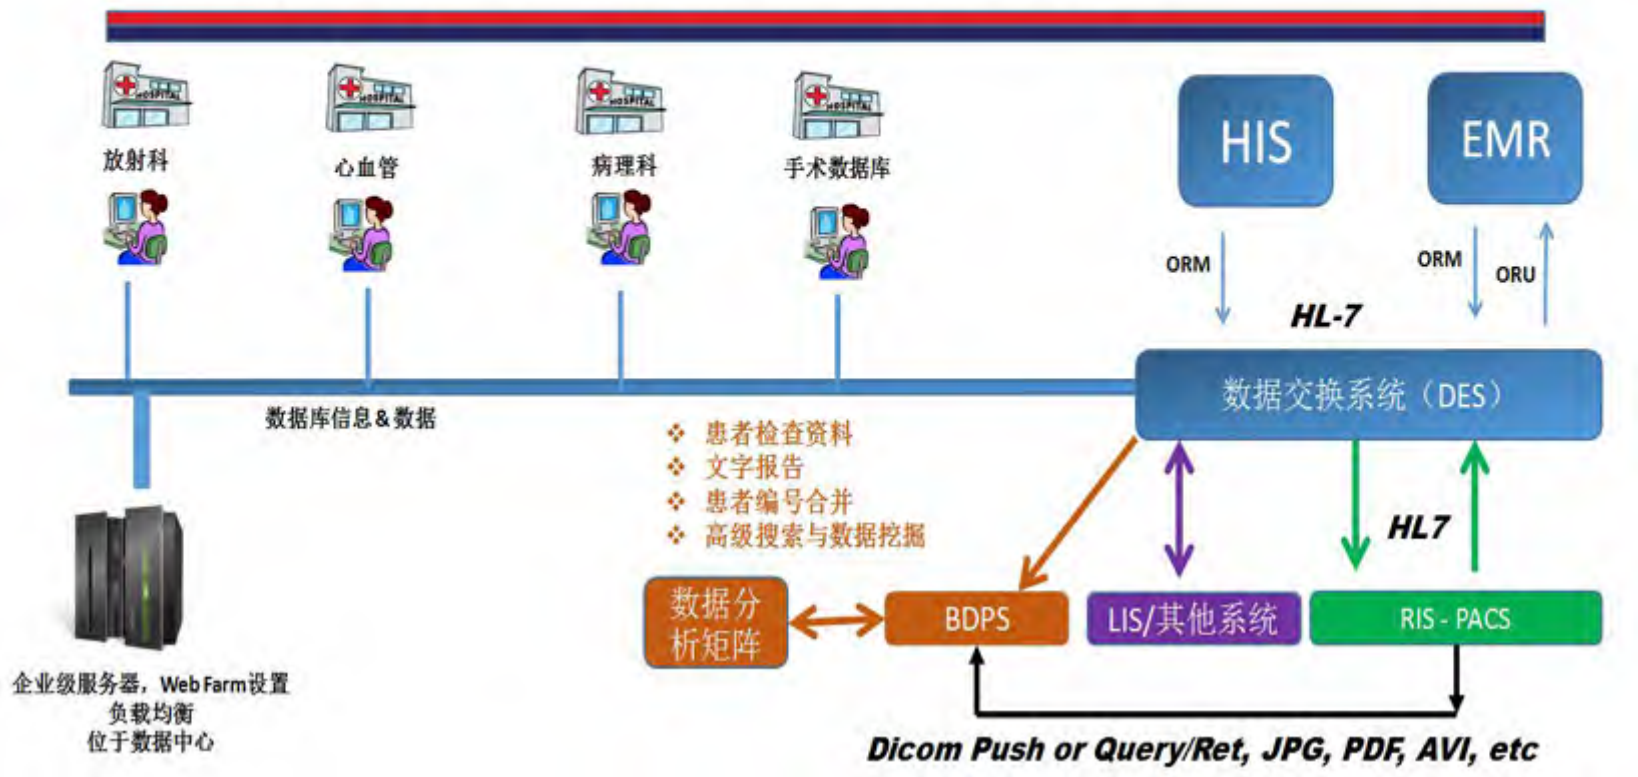 HOSPITAL
HOSPITAL
HOSPITAL
HOSPITAL
放射科
心血管
病理科
手术数据库
HIS
EMR
ORM
ORM
ORU
HL-7
数据交换系统（DES）
数据库信息&数据
患者检查资料
文字报告
患者编号合并
高级搜索与数据挖掘
HL7
数据分
析矩阵
BDPS
LIS/其他系统
RIS - PACS
企业级服务器，Web Farm设置
负载均衡
位于数据中心
Dicom Push or Query/Ret, JPG, PDF, AVI, etc